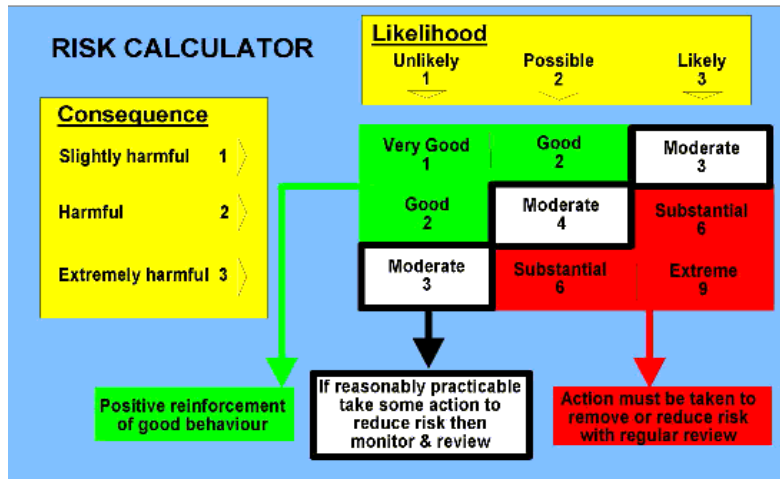 RISK CALCULATOR
Likelihood
Unlikely Possible Likely
1 2 3
Consequence
Slightly harmful 1
Harmful 2
Extremely harmful 3
Very Good Good Moderate
1 2 3
Good Moderate Substantial
2 4 6
Moderate Substantial Extreme
3 6 9
Positive reinforcement
of good behaviour
If reasonably practicable
take some action to
reduce risk then
monitor & review
Action must be taken to
remove or reduce risk
with regular review